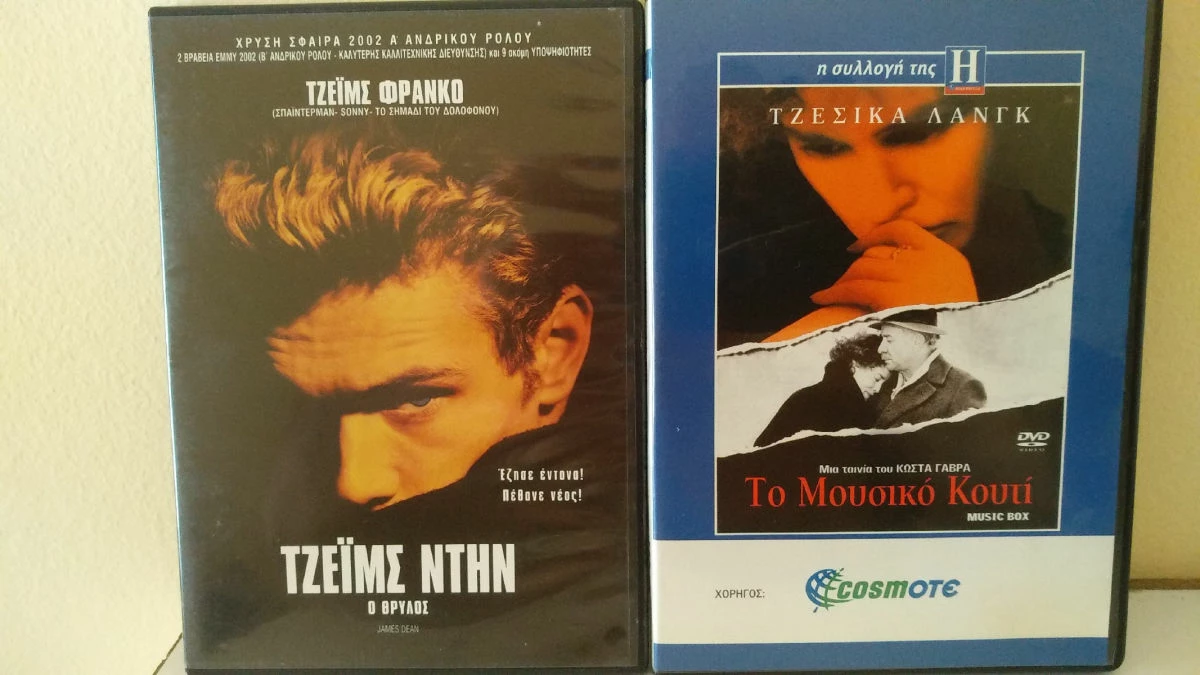 ΧΡΥΣΗ ΣΦΑΙΡΑ 2002 Α΄ ΑΝΔΡΙΚΟΥ ΡΟΛΟΥ
2 ΒΡΑΒΕΙΑ ΕΜΜΥ 2002 (Β΄ ΑΝΔΡΙΚΟΥ ΡΟΛΟΥ - ΚΑΛΥΤΕΡΗΣ ΚΑΛΛΙΤΕΧΝΙΚΗΣ ΔΙΕΥΘΥΝΣΗΣ) και 9 ακόμη ΥΠΟΨΗΦΙΟΤΗΤΕΣ
ΤΖΕΪΜΣ ΦΡΑΝΚΟ
(ΣΠΑΪΝΤΕΡΜΑΝ- SONNY- ΤΟ ΣΗΜΑΔΙ ΤΟΥ ΔΟΛΟΦΟΝΟΥ)
Έζησε έντονα!
Πέθανε νέος!
ΤΖΕΪΜΣ ΝΤΗΝ
Ο ΘΡΥΛΟΣ
JAMES DEAN
η συλλογή της Η
ΤΖΕΣΙΚΑ ΛΑΝΓΚ
DVD
VIDEO
Μια ταινία του ΚΩΣΤΑ ΓΑΒΡΑ
Το Μουσικό Κουτί
MUSIC BOX
ΧΟΡΗΓΟΣ: COSMOTE